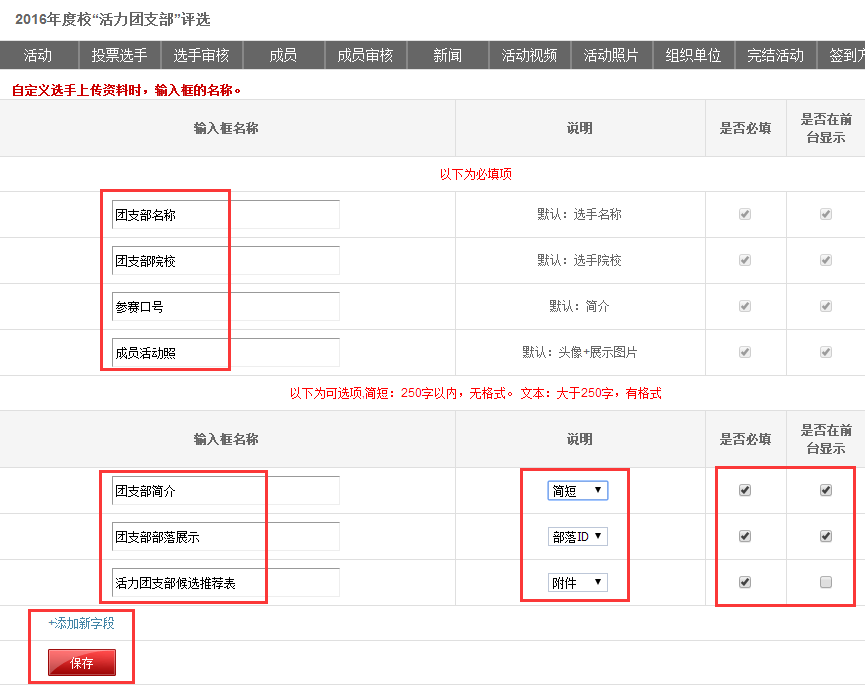 2016年度校“活力团支部”评选
活动 投票选手 选手审核 成员 成员审核 新闻 活动视频 活动照片 组织单位 完结活动 签到
自定义选手上传资料时，输入框的名称。
输入框名称 说明 是否必填 是否在前
台显示
以下为必填项
团支部名称 默认：选手名称
团支部院校 默认：选手院校
参赛口号 默认：简介
成员活动照 默认：头像+展示图片
以下为可选项.简短：250字以内，无格式。 文本：大于250字，有格式
输入框名称 说明 是否必填 是否在前
台显示
团支部简介 简短
团支部部落展示 部落ID
活力团支部候选推荐表 附件
+添加新字段
保存